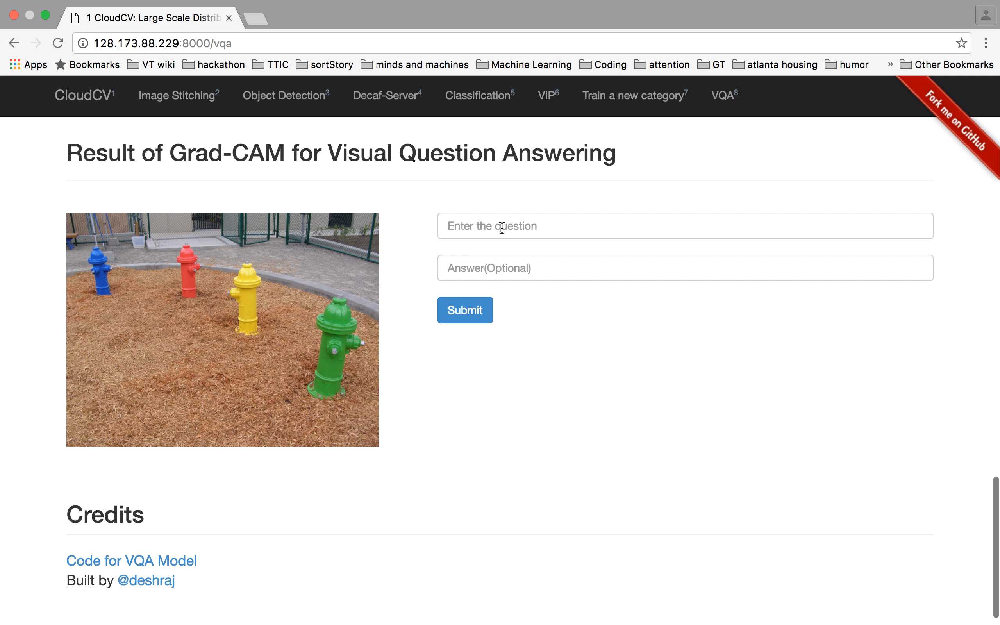 1 CloudCV: Large Scale Distrib
128.173.88.229:8000/vqa
Apps Bookmarks VT wiki hackathon TTIC sortStory minds and machines Machine Learning Coding attention GT atlanta housing humor » Other Bookmarks
CloudCV1 Image Stitching2 Object Detection3 Decaf-Server4 Classification5 VIP6 Train a new category7 VQA8
Fork me on GitHub
Result of Grad-CAM for Visual Question Answering
Enter the question
Answer(Optional)
Submit
Credits
Code for VQA Model
Built by @deshraj